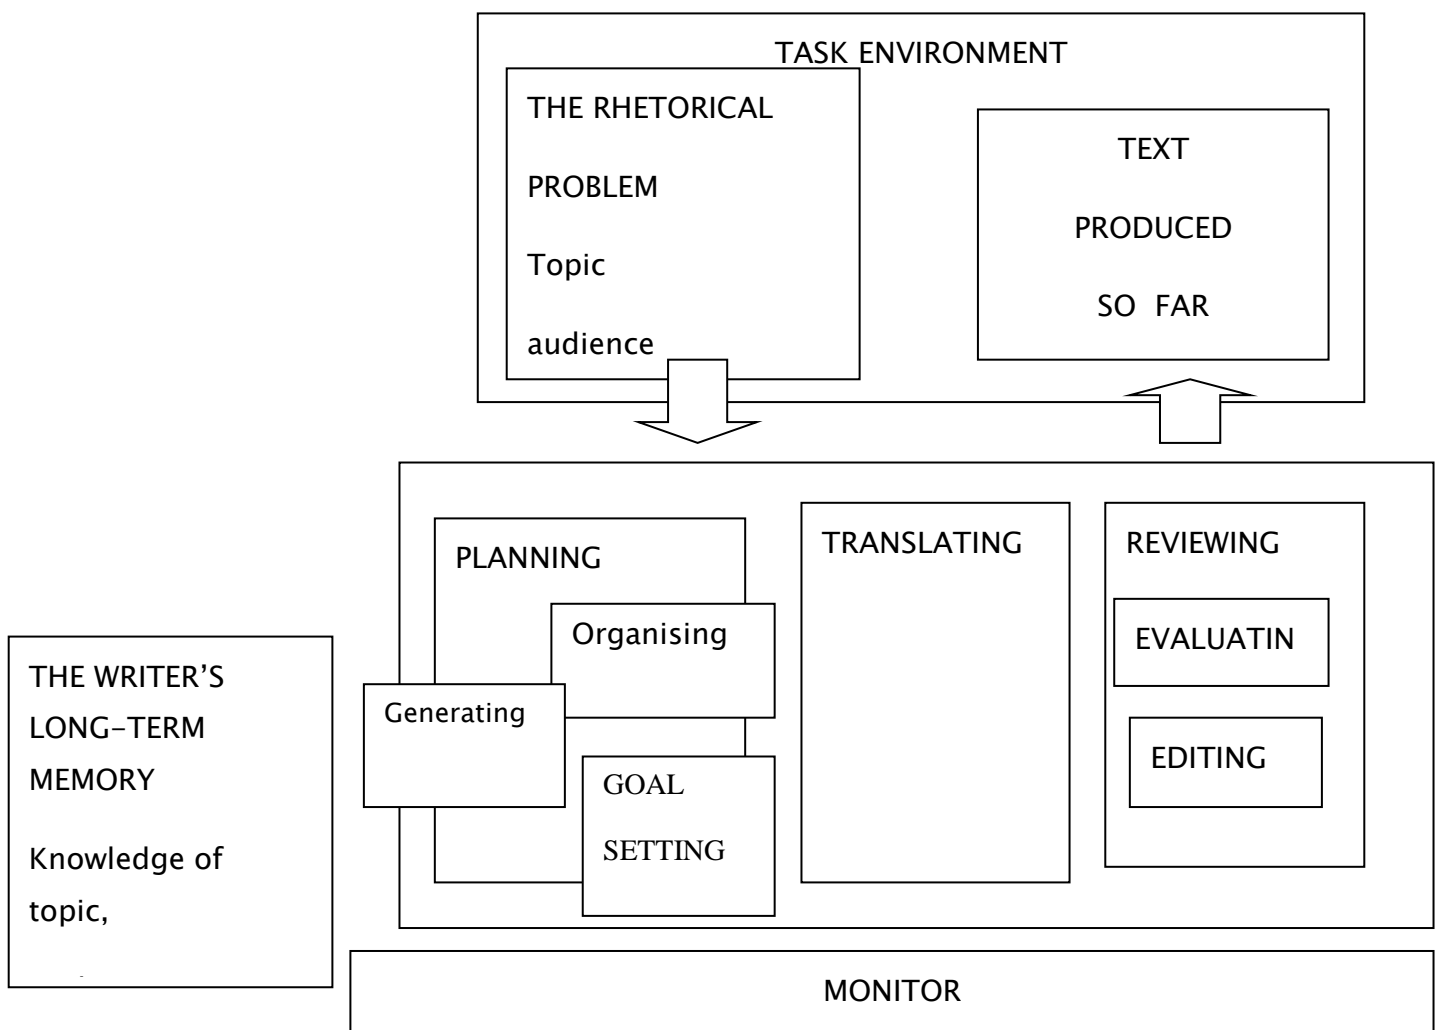 TASK ENVIRONMENT
THE RHETORICAL
PROBLEM
Topic
audience
TEXT
PRODUCED
SO FAR
PLANNING
Organising
Generating
GOAL
SETTING
TRANSLATING
REVIEWING
EVALUATIN
EDITING
THE WRITER’S
LONG-TERM
MEMORY
Knowledge of
topic,
MONITOR